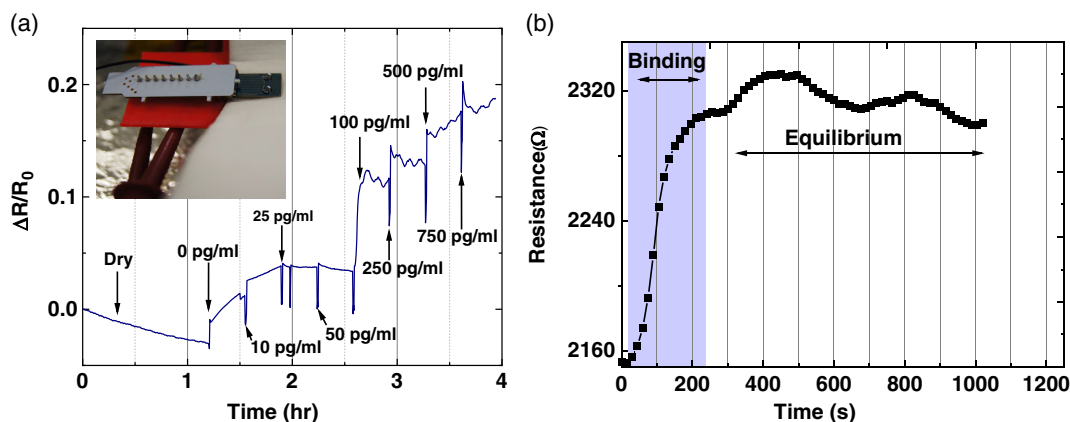 (a)
ΔR/R0
0.2
0.1
0.0
500 pg/ml
100 pg/ml
25 pg/ml
0 pg/ml
Dry
750 pg/ml
250 pg/ml
50 pg/ml
10 pg/ml
0 1 2 3 4
Time (hr)
(b)
Resistance(Ω)
2320
2240
2160
Binding
Equilibrium
0 200 400 600 800 1000 1200
Time (s)